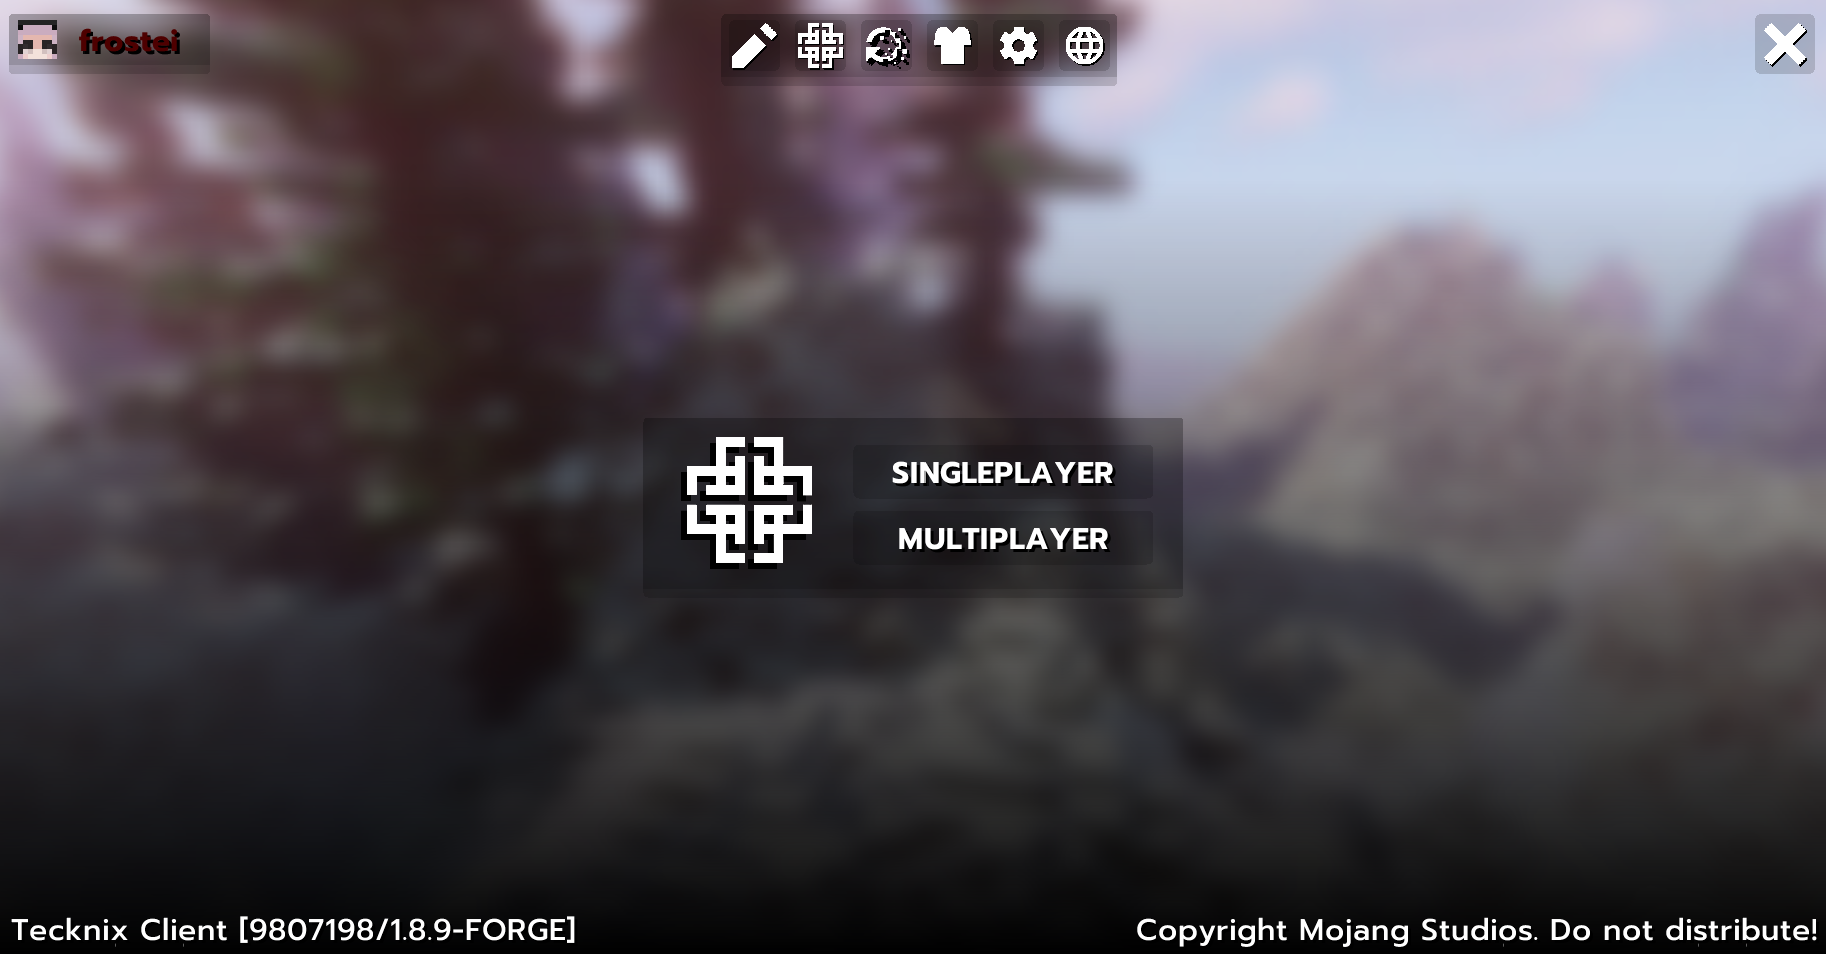 frostei
SINGLEPLAYER
MULTIPLAYER
Tecknix Client [9807198/1.8.9-FORGE]
Copyright Mojang Studios. Do not distribute!